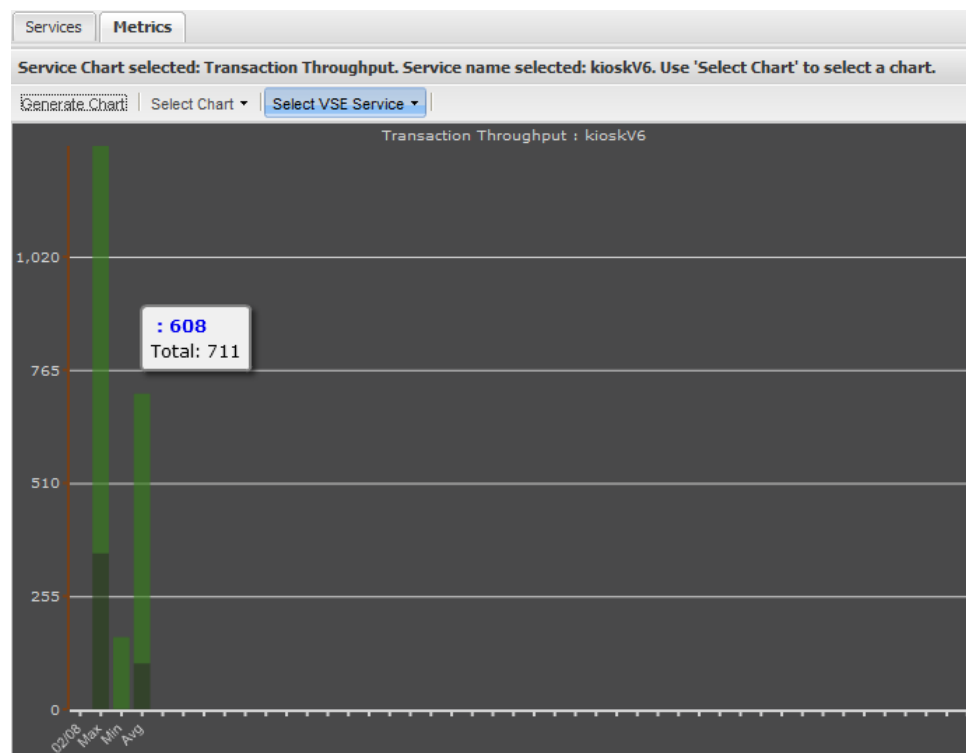 Services Metrics
Service Chart selected: Transaction Throughput. Service name selected: kioskV6. Use 'Select Chart' to select a chart.
Generate Chart Select Chart Select VSE Service
Transaction Throughput : kioskV6
1,020
: 608
Total: 711
765
510
255
0
02/08 Max Min Avg